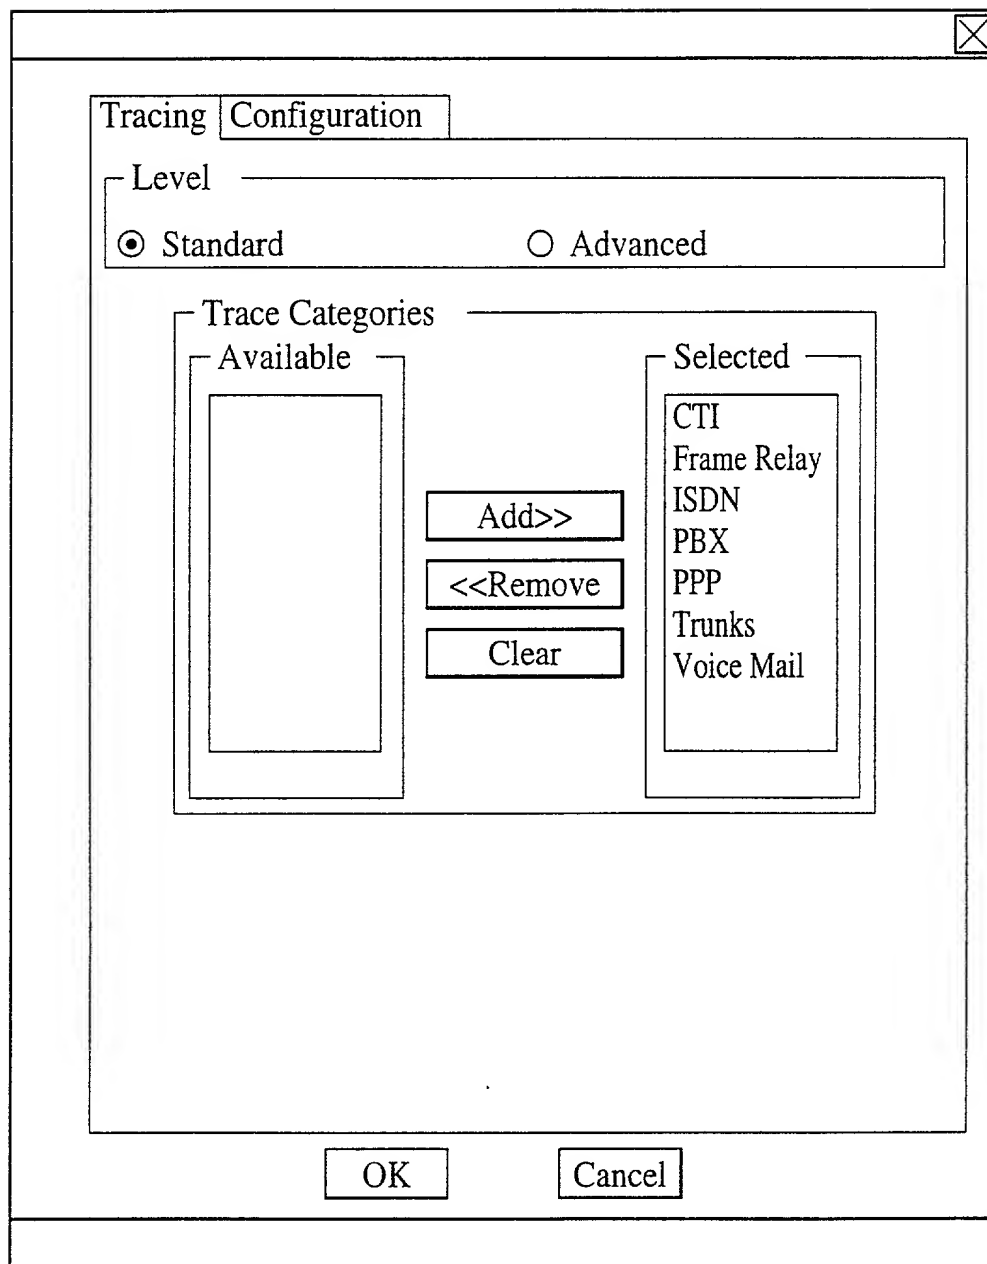 Tracing Configuration
Level
Standard Advanced
Trace Categories
Available Selected
CTI
Frame Relay
ISDN
PBX
PPP
Trunks
Voice Mail
Add>>
<<Remove
Clear
OK Cancel